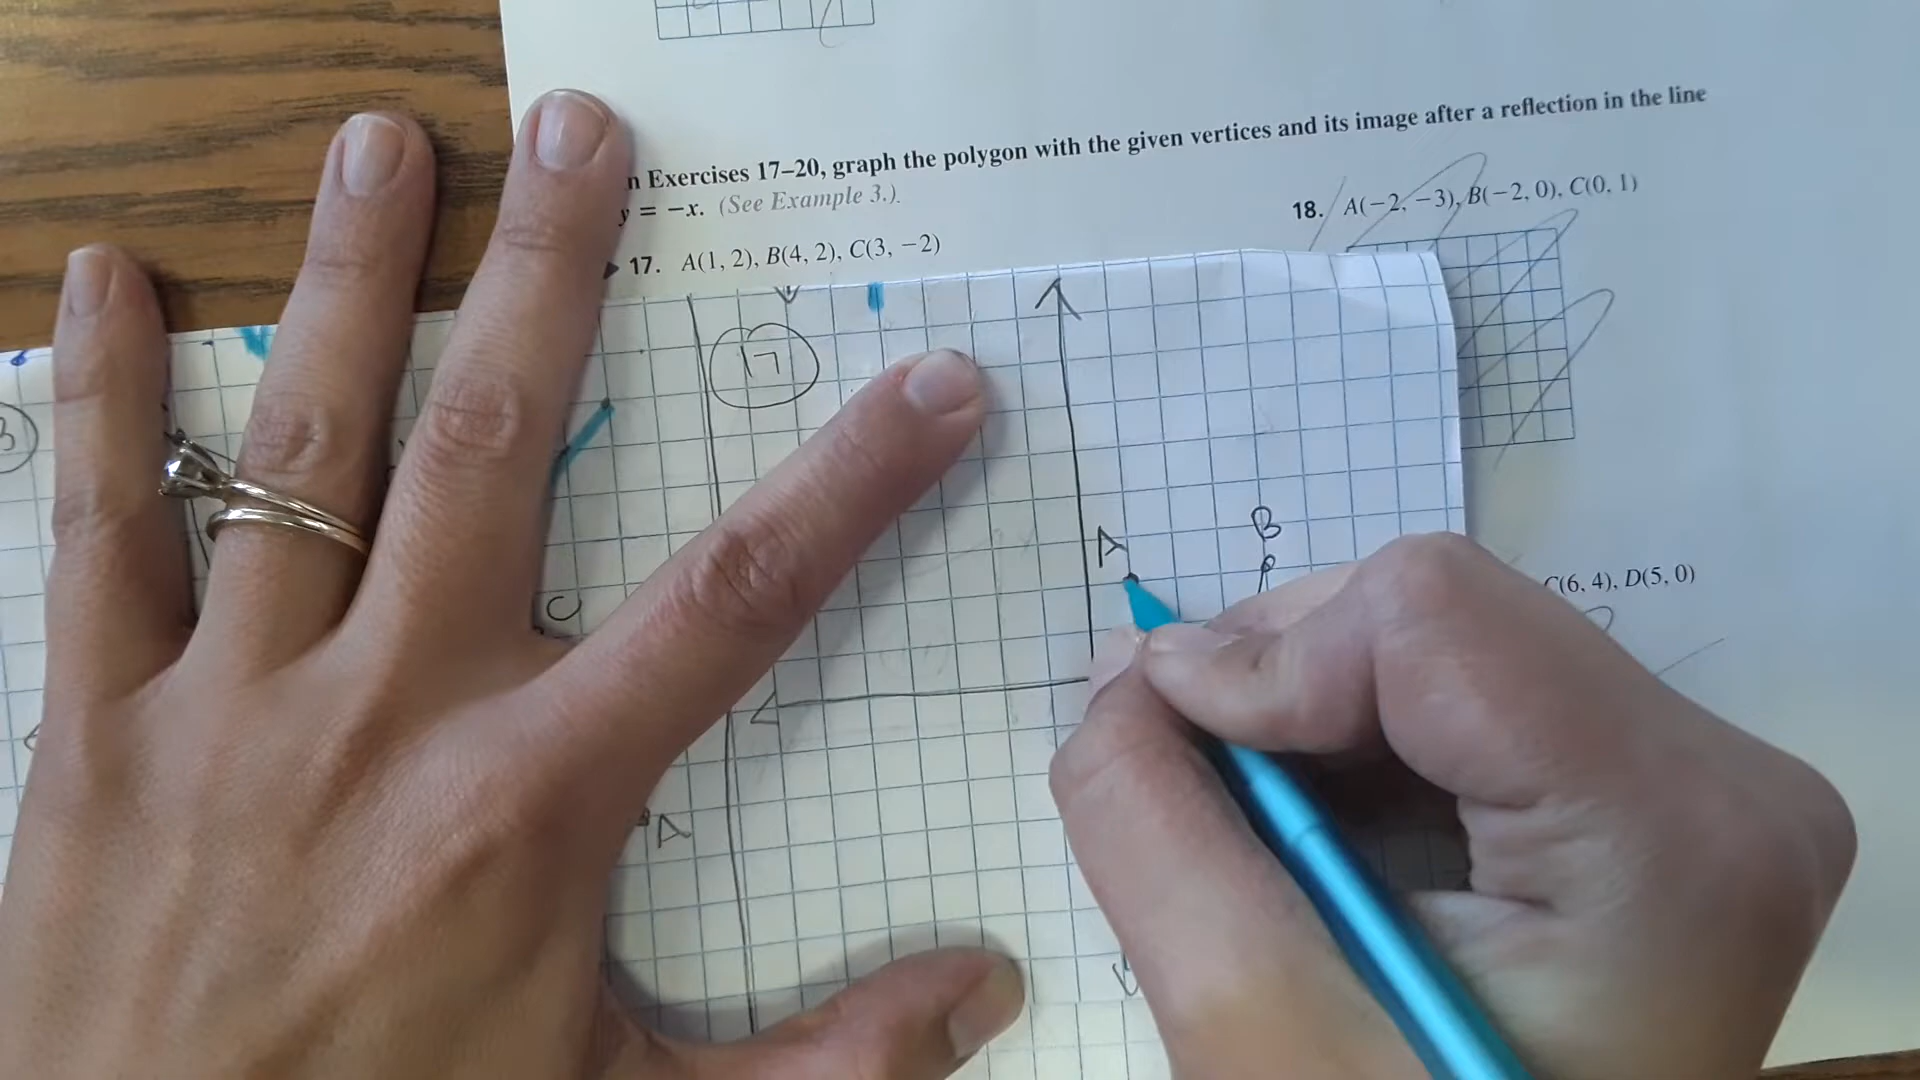 n Exercises 17–20, graph the polygon with the given vertices and its image after a reflection in the line
y = −x. (See Example 3.)
17. A(1, 2), B(4, 2), C(3, −2)
18. A(−2, −3), B(−2, 0), C(0, 1)
17
3
B
A
C
C(6, 4), D(5, 0)
A